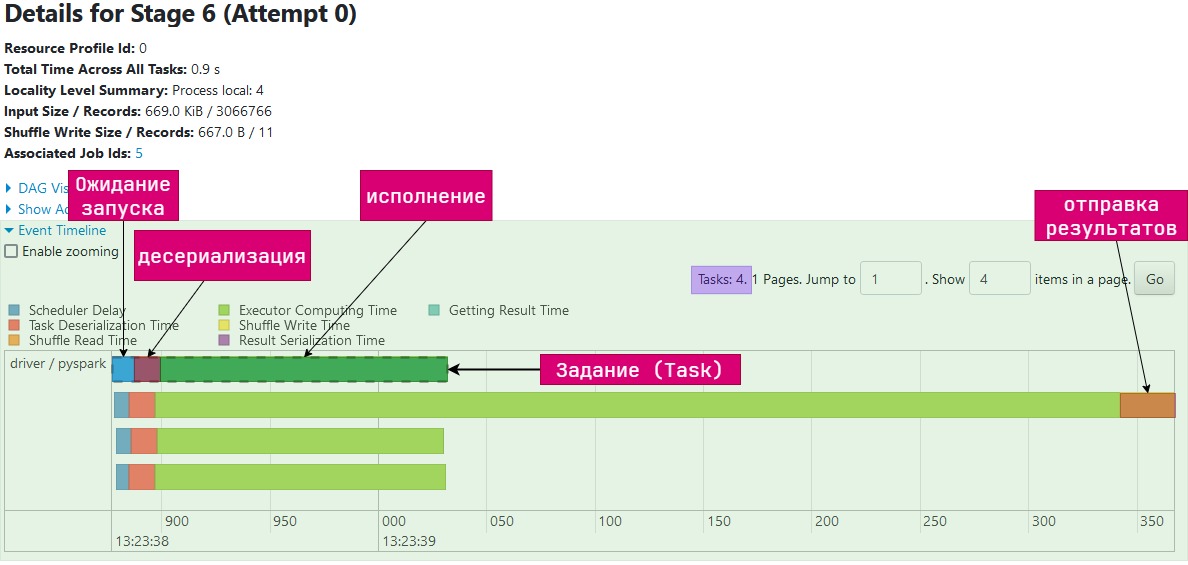 Details for Stage 6 (Attempt 0)
Resource Profile Id: 0
Total Time Across All Tasks: 0.9 s
Locality Level Summary: Process local: 4
Input Size / Records: 669.0 KiB / 3066766
Shuffle Write Size / Records: 667.0 B / 11
Associated Job Ids: 5
DAG Vis
Show Ad
Ожидание
запуска
исполнение
отправка
результатов
Event Timeline
Enable zooming
десериализация
Tasks: 4. 1 Pages. Jump to 1 . Show 4 items in a page. Go
Scheduler Delay
Executor Computing Time
Getting Result Time
Task Deserialization Time
Shuffle Write Time
Shuffle Read Time
Result Serialization Time
driver / pyspark
Задание (Task)
900 950 000 050 100 150 200 250 300 350
13:23:38 13:23:39